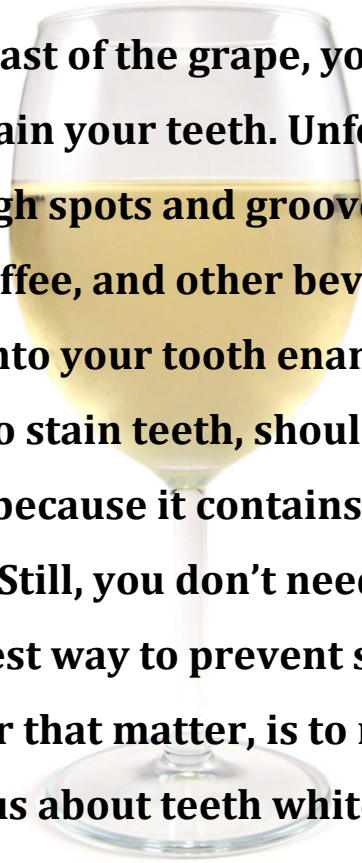 ast of the grape, yo
ain your teeth. Unfo
gh spots and groove
ffee, and other bev
nto your tooth enan
o stain teeth, shoul
because it contains
Still, you don’t need
est way to prevent s
r that matter, is to r
us about teeth white